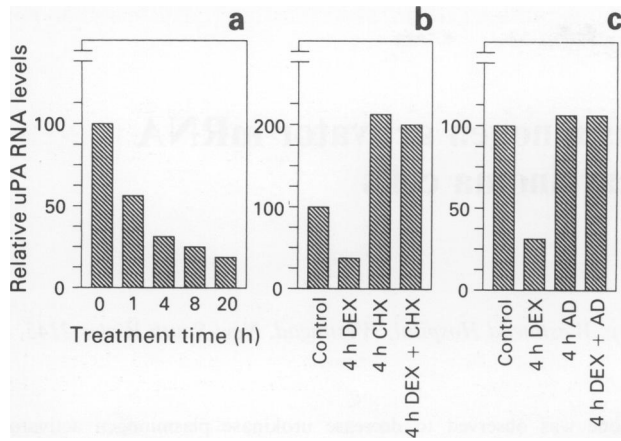 a
b
c
Relative uPA RNA levels
100
50
0
0 1 4 8 20
Treatment time (h)
200
100
0
Control
4 h DEX
4 h CHX
4 h DEX + CHX
100
50
0
Control
4 h DEX
4 h AD
4 h DEX + AD